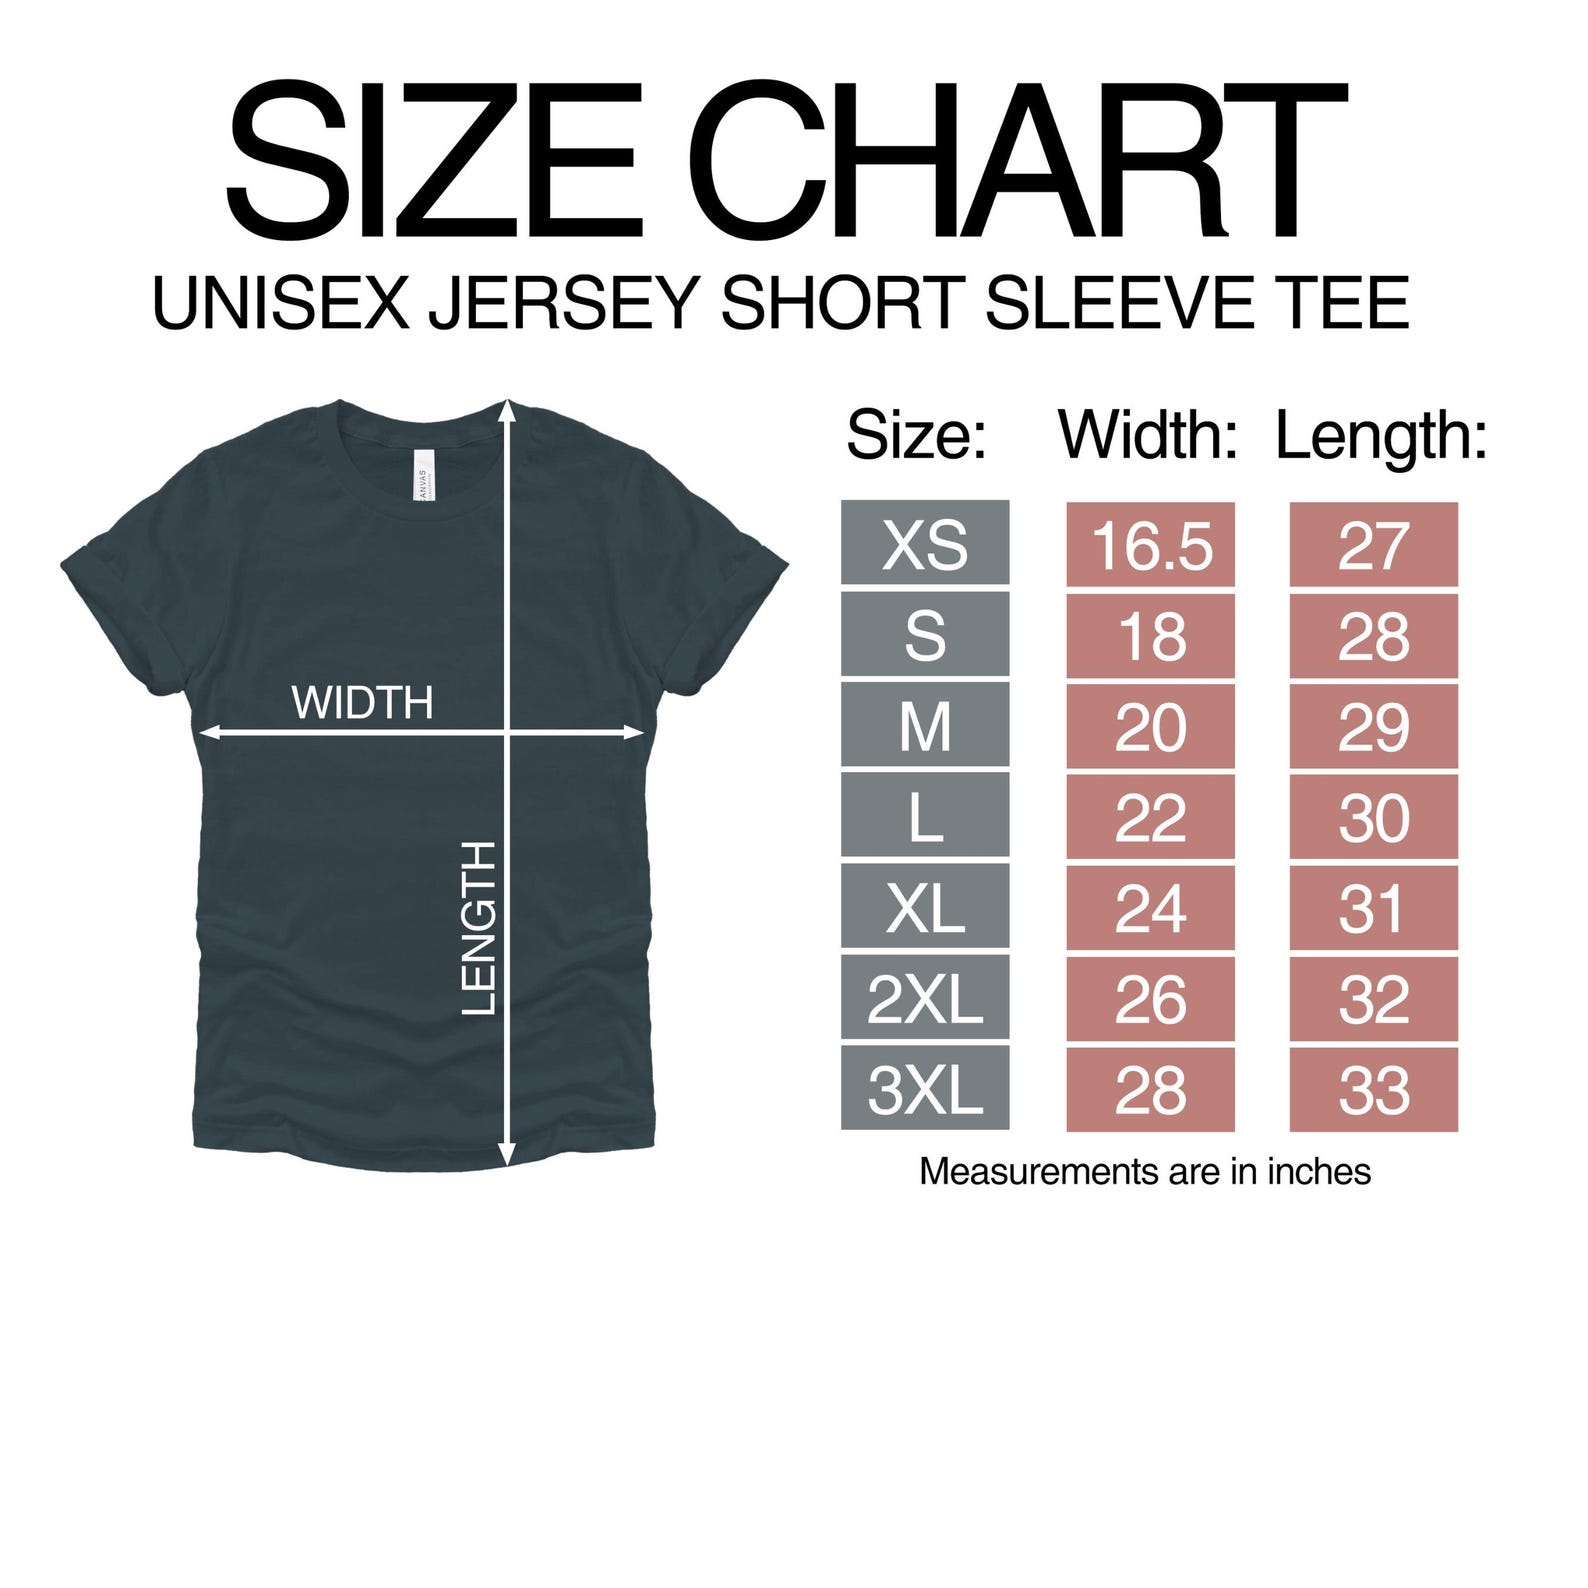 SIZE CHART
UNISEX JERSEY SHORT SLEEVE TEE
CANVAS
WIDTH
LENGTH
Size: Width: Length:
XS 16.5 27
S 18 28
M 20 29
L 22 30
XL 24 31
2XL 26 32
3XL 28 33
Measurements are in inches